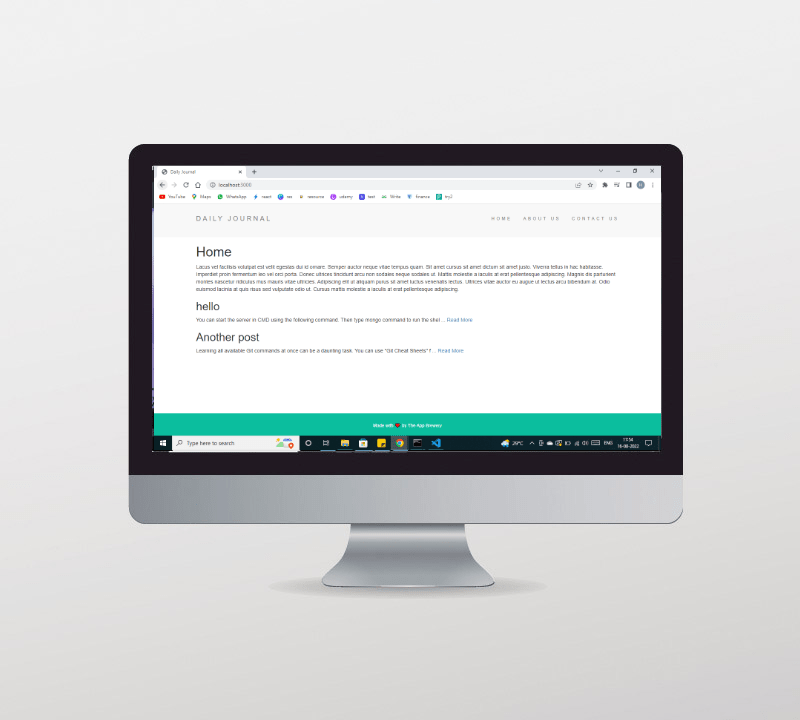 Daily Journal
localhost:3000
YouTube Maps WhatsApp react res resource udemy text Write finance
DAILY JOURNAL
HOME ABOUT US CONTACT US
Home
Lacus vel facilisis volutpat est velit egestas dui id ornare. Semper auctor neque vitae tempus quam. Sit amet cursus sit amet dictum sit amet justo. Viverra tellus in hac habitasse.
Imperdiet proin fermentum leo vel orci porta. Donec ultrices tincidunt arcu non sodales neque sodales ut. Mattis molestie a iaculis at erat pellentesque adipiscing. Magnis dis parturient
montes nascetur ridiculus mus mauris vitae ultricies. Adipiscing elit ut aliquam purus sit amet luctus venenatis lectus. Ultrices vitae auctor eu augue ut lectus arcu bibendum at. Odio
euismod lacinia at quis risus sed vulputate odio ut. Cursus mattis molestie a iaculis at erat pellentesque adipiscing.
hello
You can start the server in CMD using the following command. Then type mongo command to run the shel ... Read More
Another post
Learning all available Git commands at once can be a daunting task. You can use "Git Cheat Sheets" f ... Read More
Made with ❤ by The App Brewery
Type here to search
29°C ENG
16-08-2022